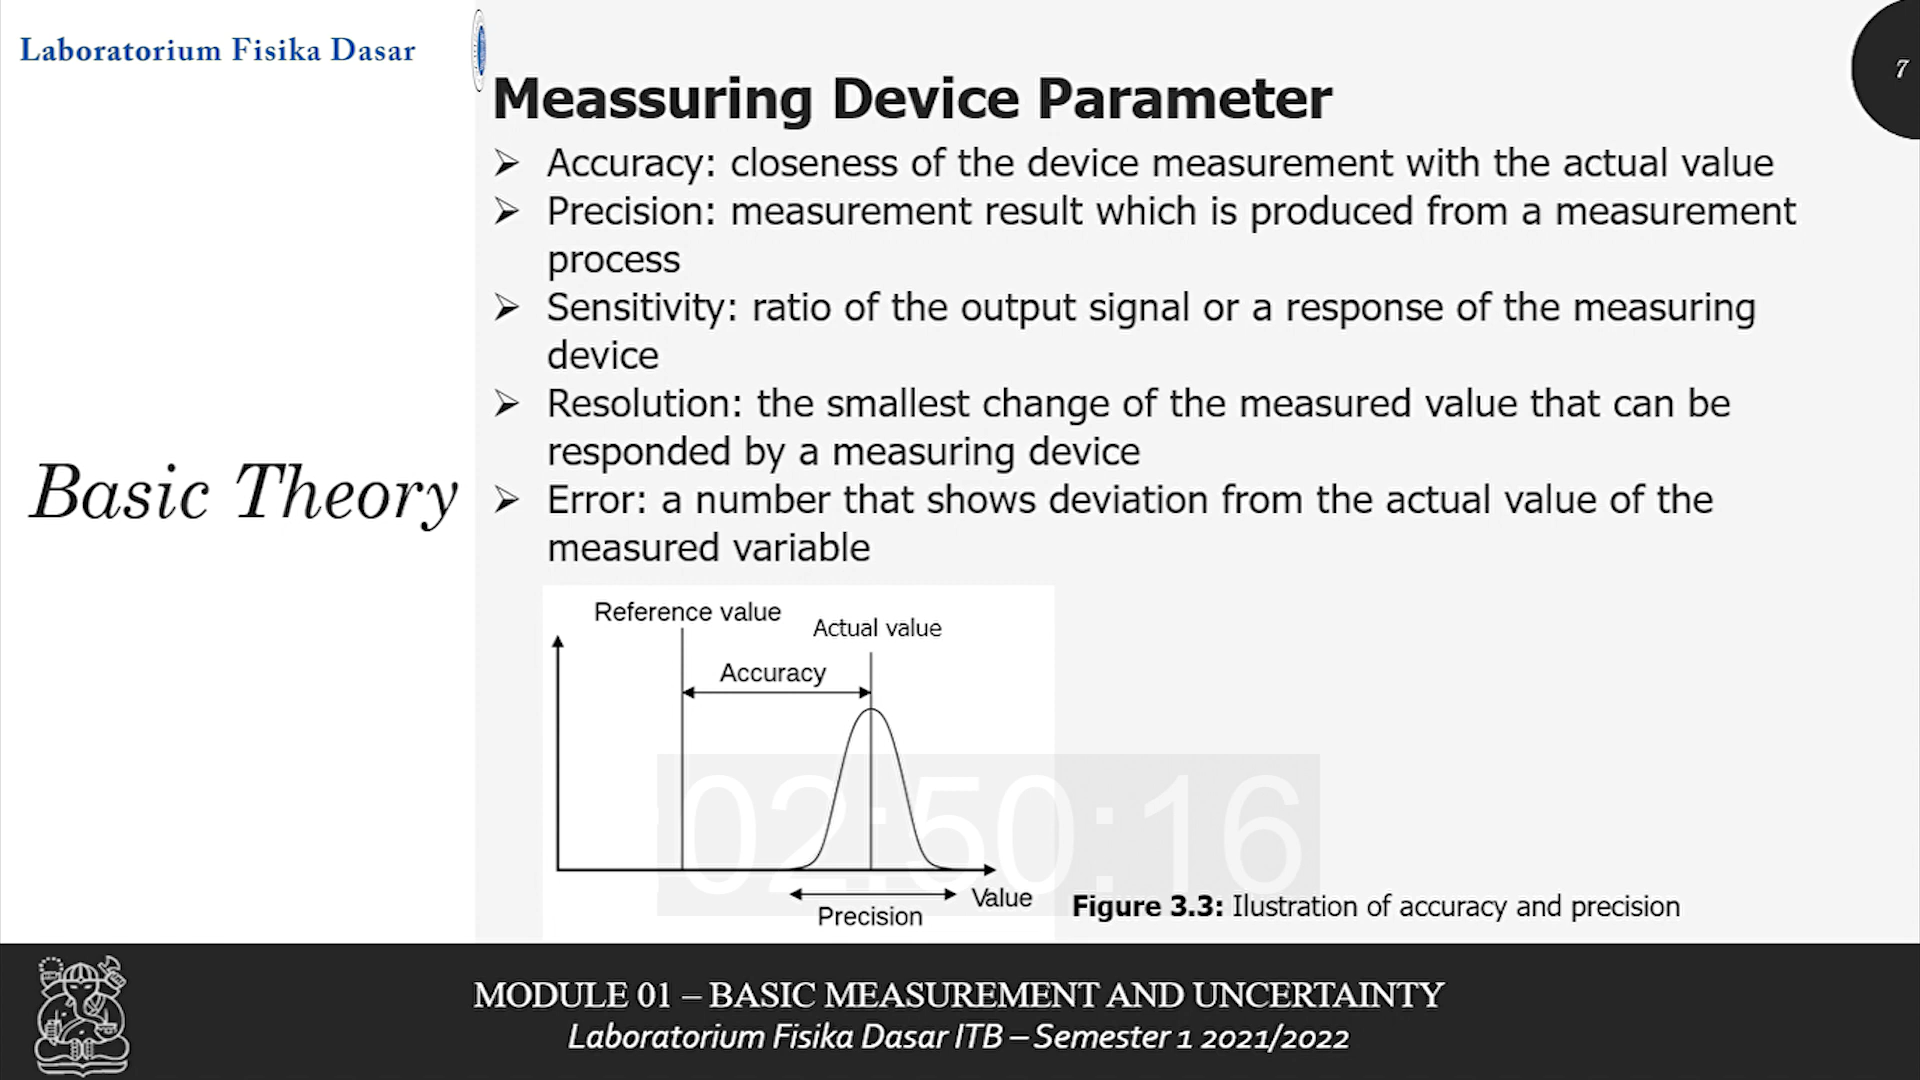 Laboratorium Fisika Dasar
7
Meassuring Device Parameter
Accuracy: closeness of the device measurement with the actual value
Precision: measurement result which is produced from a measurement
process
Sensitivity: ratio of the output signal or a response of the measuring
device
Resolution: the smallest change of the measured value that can be
responded by a measuring device
Error: a number that shows deviation from the actual value of the
measured variable
Basic Theory
Reference value
Actual value
Accuracy
02:50:16
Value
Precision
Figure 3.3: Ilustration of accuracy and precision
MODULE 01 – BASIC MEASUREMENT AND UNCERTAINTY
Laboratorium Fisika Dasar ITB – Semester 1 2021/2022